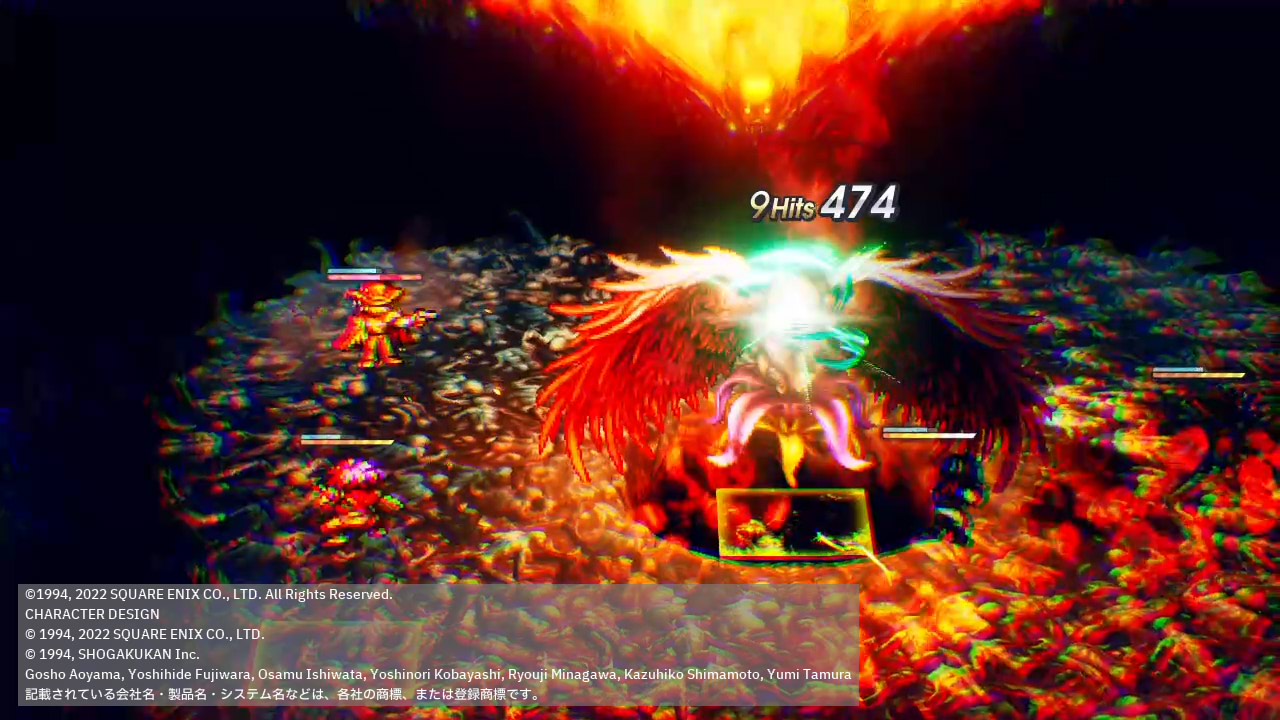 9 Hits 474
©1994, 2022 SQUARE ENIX CO., LTD. All Rights Reserved.
CHARACTER DESIGN
© 1994, 2022 SQUARE ENIX CO., LTD.
© 1994, SHOGAKUKAN Inc.
Gosho Aoyama, Yoshihide Fujiwara, Osamu Ishiwata, Yoshinori Kobayashi, Ryouji Minagawa, Kazuhiko Shimamoto, Yumi Tamura
記載されている会社名・製品名・システム名などは、各社の商標、または登録商標です。